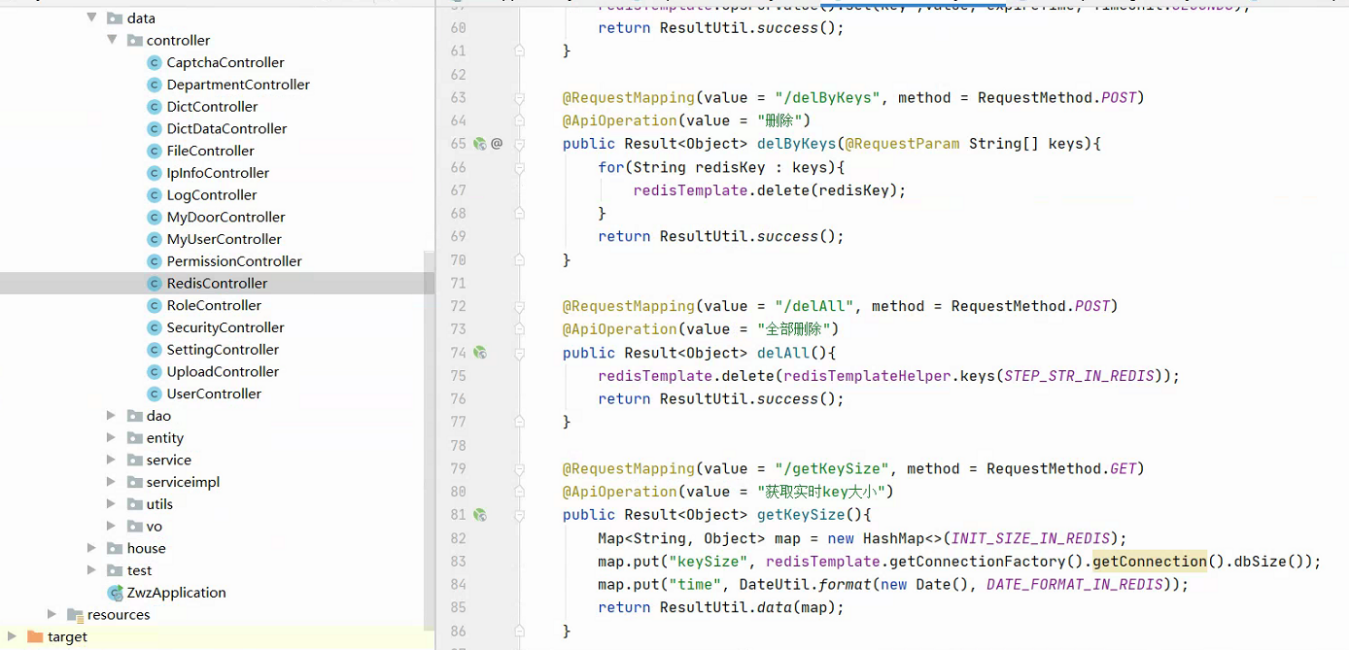 data
controller
CaptchaController
DepartmentController
DictController
DictDataController
FileController
IpInfoController
LogController
MyDoorController
MyUserController
PermissionController
RedisController
RoleController
SecurityController
SettingController
UploadController
UserController
dao
entity
service
serviceimpl
utils
vo
house
test
ZwzApplication
resources
target
60 return ResultUtil.success();
61 }
62
63 @RequestMapping(value = "/delByKeys", method = RequestMethod.POST)
64 @ApiOperation(value = "删除")
65 @ public Result<Object> delByKeys(@RequestParam String[] keys){
66 for(String redisKey : keys){
67 redisTemplate.delete(redisKey);
68 }
69 return ResultUtil.success();
70 }
71
72 @RequestMapping(value = "/delAll", method = RequestMethod.POST)
73 @ApiOperation(value = "全部删除")
74 public Result<Object> delAll(){
75 redisTemplate.delete(redisTemplateHelper.keys(STEP_STR_IN_REDIS));
76 return ResultUtil.success();
77 }
78
79 @RequestMapping(value = "/getKeySize", method = RequestMethod.GET)
80 @ApiOperation(value = "获取实时key大小")
81 public Result<Object> getKeySize(){
82 Map<String, Object> map = new HashMap<>(INIT_SIZE_IN_REDIS);
83 map.put("keySize", redisTemplate.getConnectionFactory().getConnection().dbSize());
84 map.put("time", DateUtil.format(new Date(), DATE_FORMAT_IN_REDIS));
85 return ResultUtil.data(map);
86 }